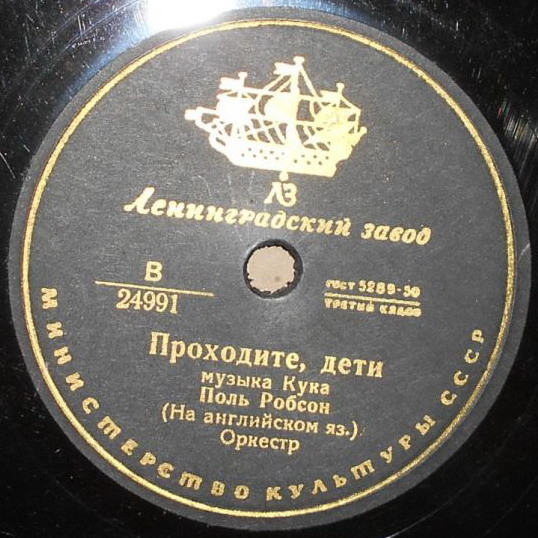 ЛЗ
Ленинградский завод
В
24991
ГОСТ 5289-50
ТРЕТИЙ КЛАСС
Проходите, дети
музыка Кука
Поль Робсон
(На английском яз.)
Оркестр
МИНИСТЕРСТВО КУЛЬТУРЫ СССР